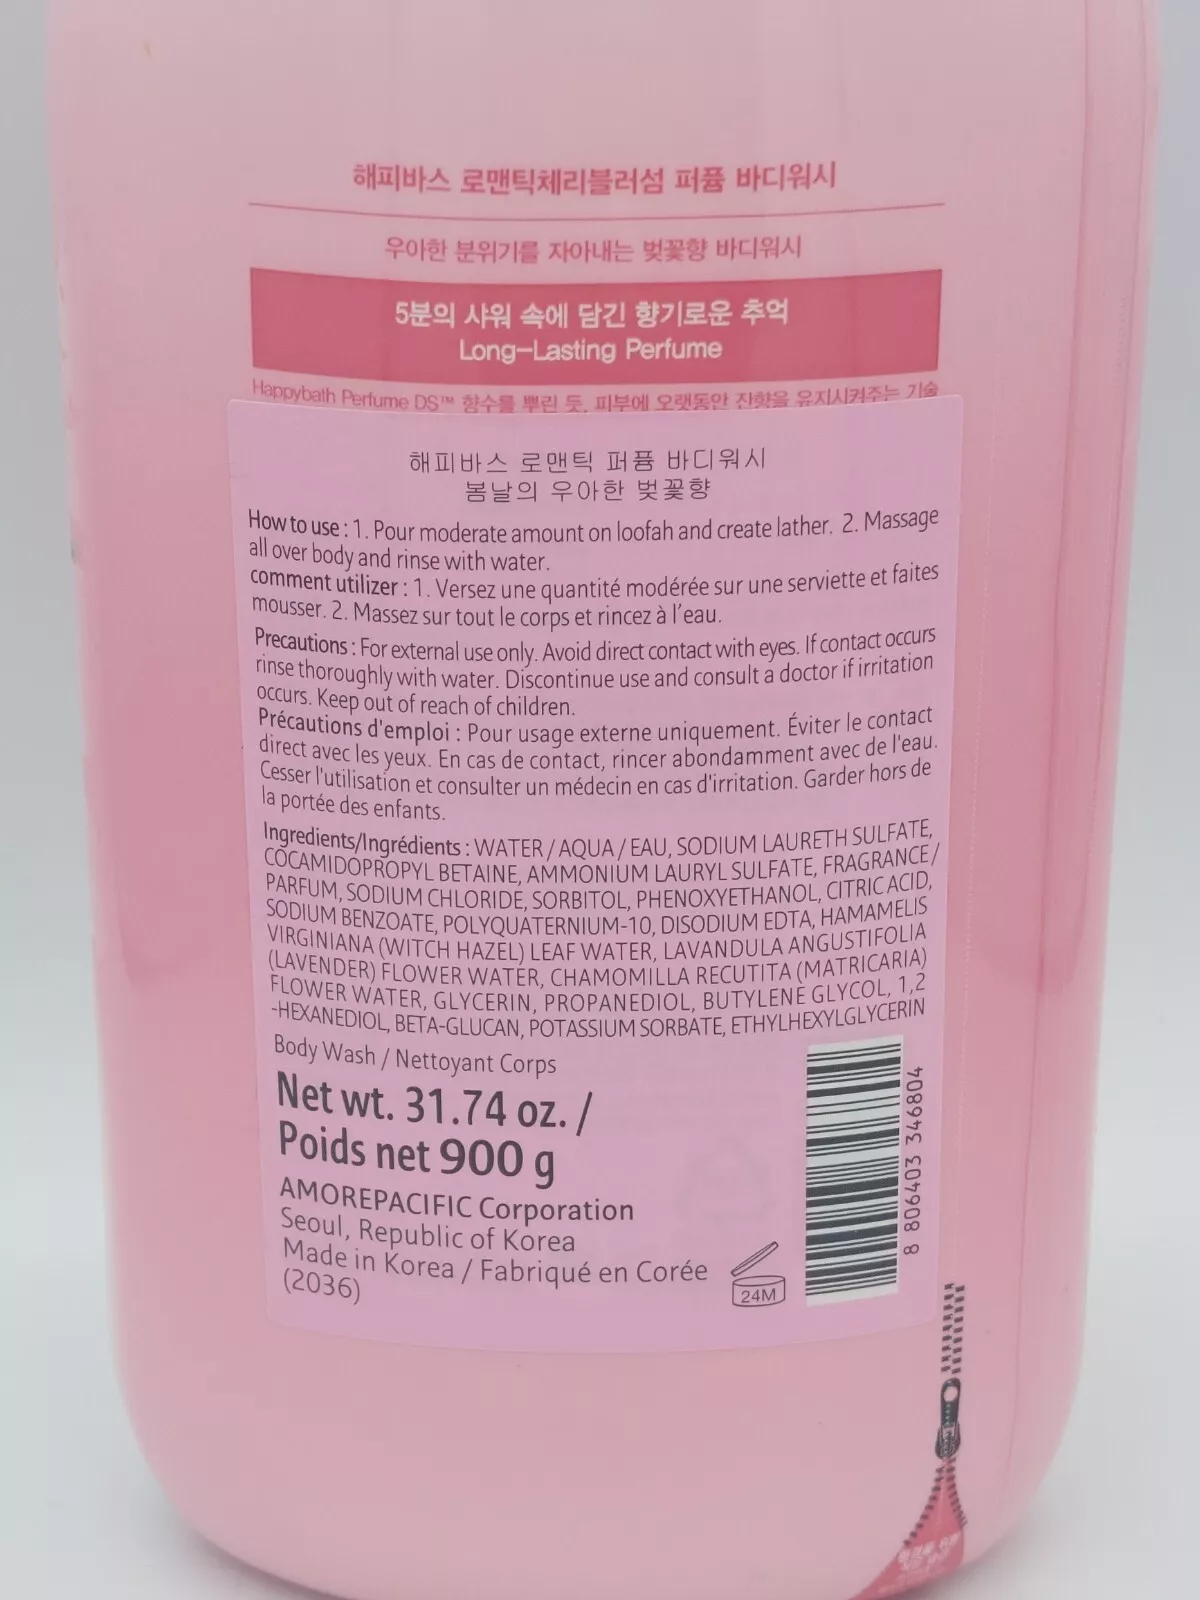 해피바스 로맨틱체리블러섬 퍼퓸 바디워시
우아한 분위기를 자아내는 벚꽃향 바디워시
5분의 샤워 속에 담긴 향기로운 추억
Long-Lasting Perfume
Happybath Perfume DS™ 향수를 뿌린 듯, 피부에 오랫동안 잔향을 유지시켜주는 기술
해피바스 로맨틱 퍼퓸 바디워시
봄날의 우아한 벚꽃향
How to use : 1. Pour moderate amount on loofah and create lather. 2. Massage
all over body and rinse with water.
comment utilizer : 1. Versez une quantité modérée sur une serviette et faites
mousser. 2. Massez sur tout le corps et rincez à l'eau.
Precautions : For external use only. Avoid direct contact with eyes. If contact occurs
rinse thoroughly with water. Discontinue use and consult a doctor if irritation
occurs. Keep out of reach of children.
Précautions d'emploi : Pour usage externe uniquement. Éviter le contact
direct avec les yeux. En cas de contact, rincer abondamment avec de l'eau.
Cesser l'utilisation et consulter un médecin en cas d'irritation. Garder hors de
la portée des enfants.
Ingredients/Ingrédients : WATER / AQUA / EAU, SODIUM LAURETH SULFATE,
COCAMIDOPROPYL BETAINE, AMMONIUM LAURYL SULFATE, FRAGRANCE /
PARFUM, SODIUM CHLORIDE, SORBITOL, PHENOXYETHANOL, CITRIC ACID,
SODIUM BENZOATE, POLYQUATERNIUM-10, DISODIUM EDTA, HAMAMELIS
VIRGINIANA (WITCH HAZEL) LEAF WATER, LAVANDULA ANGUSTIFOLIA
(LAVENDER) FLOWER WATER, CHAMOMILLA RECUTITA (MATRICARIA)
FLOWER WATER, GLYCERIN, PROPANEDIOL, BUTYLENE GLYCOL, 1,2
-HEXANEDIOL, BETA-GLUCAN, POTASSIUM SORBATE, ETHYLHEXYLGLYCERIN
Body Wash / Nettoyant Corps
Net wt. 31.74 oz. /
Poids net 900 g
AMOREPACIFIC Corporation
Seoul, Republic of Korea
Made in Korea / Fabriqué en Corée
(2036)
24M
8 806403 346804